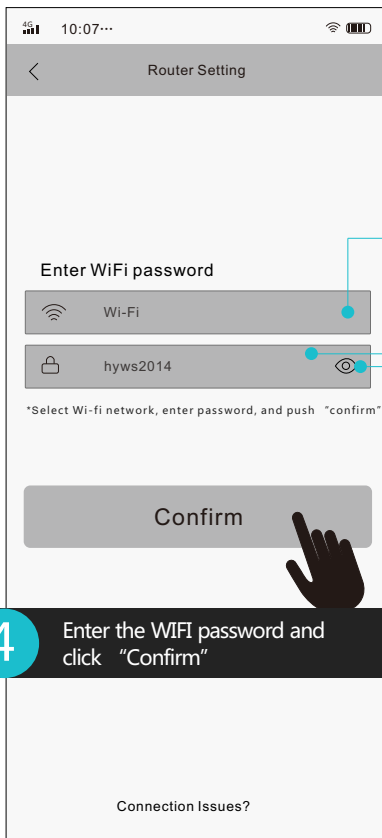 4G 10:07···
Router Setting
Enter WiFi password
Wi-Fi
hyws2014
*Select Wi-fi network, enter password, and push “confirm”
Confirm
4 Enter the WIFI password and
click “Confirm”
Connection Issues?